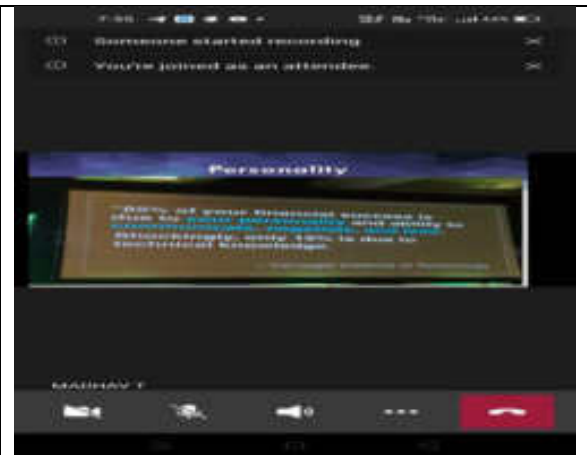 Someone started recording
You're joined as an attendee.
Personality
of your financial success is
due to your personality and ability to
communicate, negotiate, and lead.
Shockingly, only 15% is due to
technical knowledge
MADHAV T